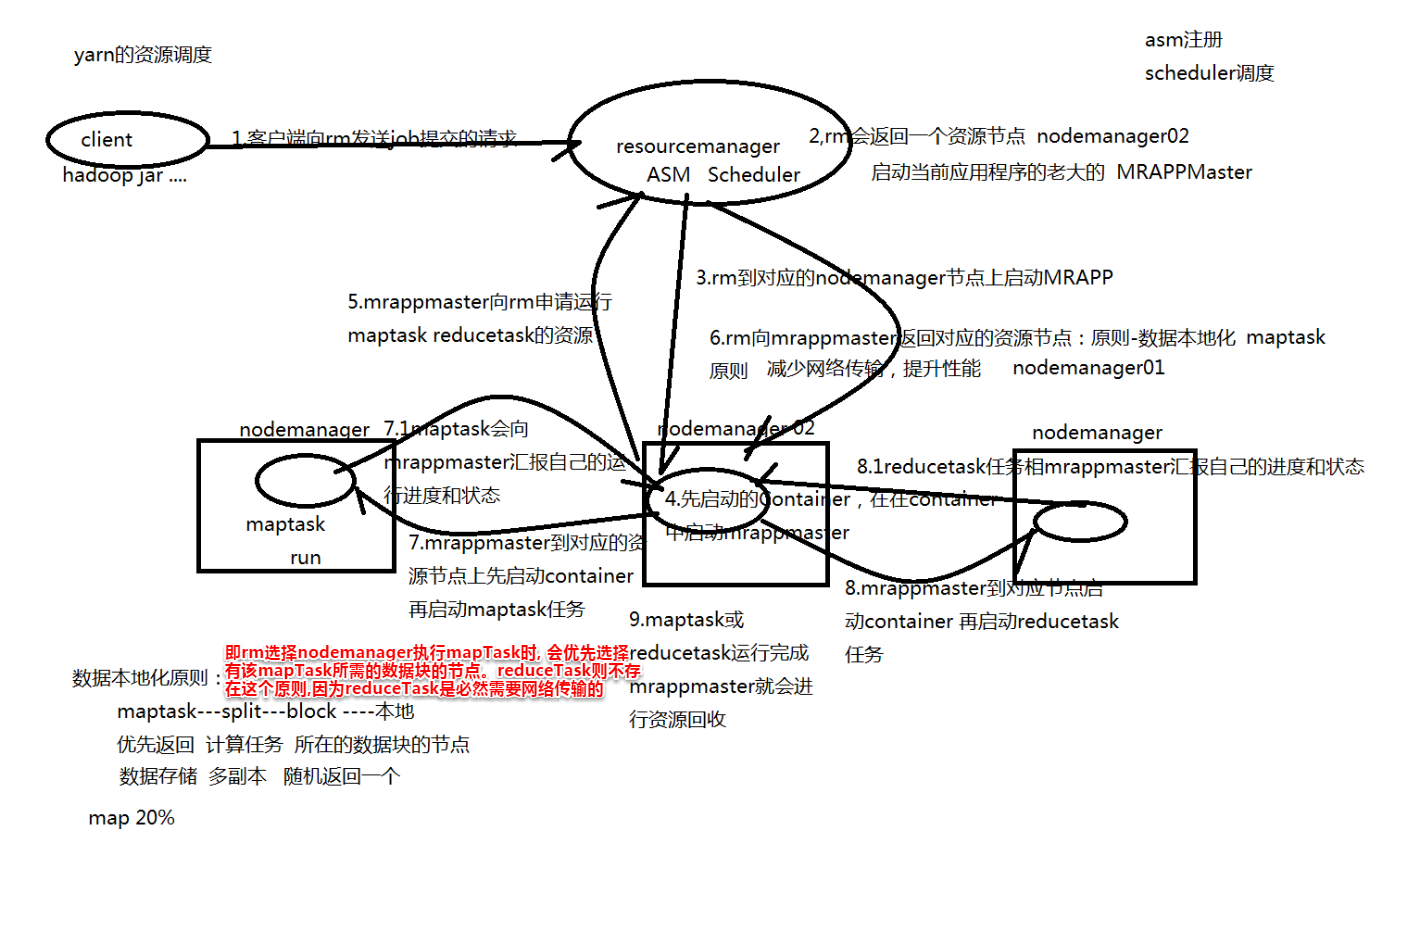 yarn的资源调度
asm注册
scheduler调度
client
hadoop jar ....
1.客户端向rm发送job提交的请求
resourcemanager
ASM Scheduler
2,rm会返回一个资源节点 nodemanager02
启动当前应用程序的老大的 MRAPPMaster
3.rm到对应的nodemanager节点上启动MRAPP
5.mrappmaster向rm申请运行
maptask reducetask的资源
6.rm向mrappmaster返回对应的资源节点：原则-数据本地化 maptask
原则 减少网络传输，提升性能 nodemanager01
nodemanager
maptask
run
7.1maptask会向
mrappmaster汇报自己的运
行进度和状态
7.mrappmaster到对应的资
源节点上先启动container
再启动maptask任务
nodemanager 02
4.先启动的Container，在在container
中启动mrappmaster
nodemanager
8.1reducetask任务相mrappmaster汇报自己的进度和状态
8.mrappmaster到对应节点启
动container 再启动reducetask
任务
9.maptask或
reducetask运行完成
mrappmaster就会进
行资源回收
数据本地化原则：
即rm选择nodemanager执行mapTask时, 会优先选择
有该mapTask所需的数据块的节点。reduceTask则不存
在这个原则,因为reduceTask是必然需要网络传输的
maptask---split---block ----本地
优先返回 计算任务 所在的数据块的节点
数据存储 多副本 随机返回一个
map 20%